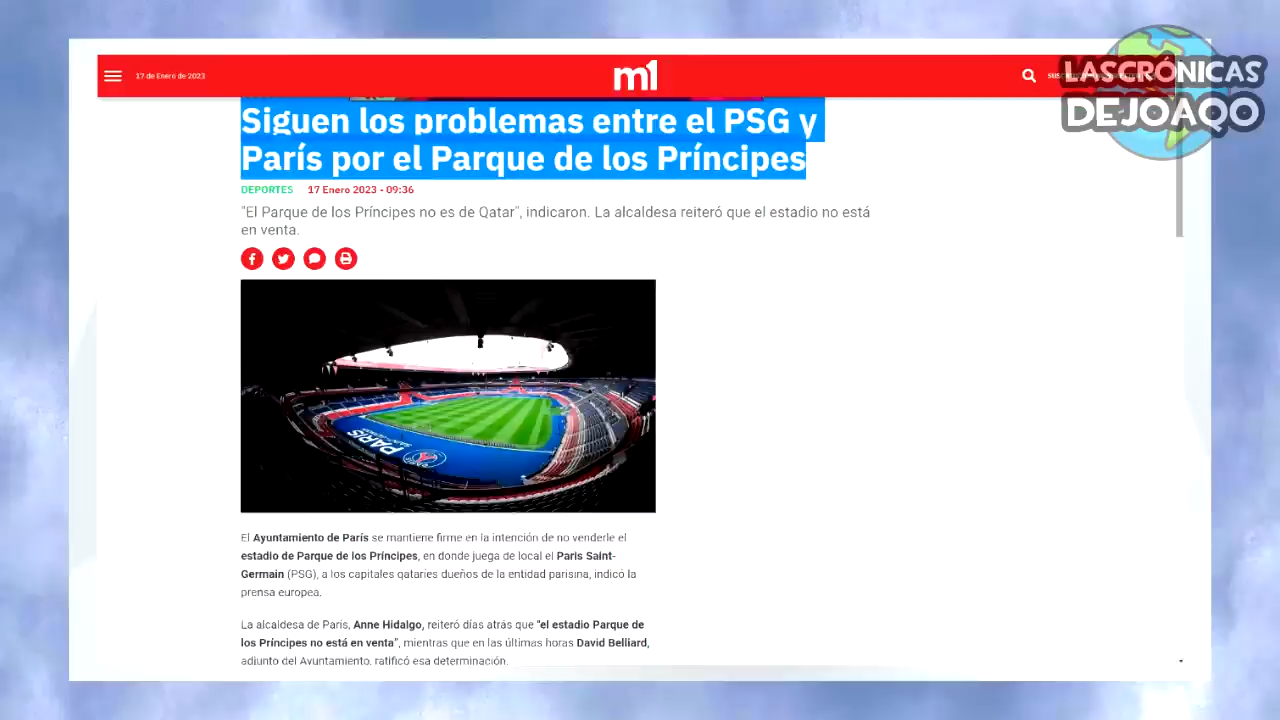 17 de Enero de 2023
m1
LAS CRÓNICAS
DE JOAQO
Siguen los problemas entre el PSG y
París por el Parque de los Príncipes
DEPORTES 17 Enero 2023 - 09:36
"El Parque de los Príncipes no es de Qatar", indicaron. La alcaldesa reiteró que el estadio no está
en venta.
PARIS
El Ayuntamiento de París se mantiene firme en la intención de no venderle el
estadio de Parque de los Príncipes, en donde juega de local el Paris Saint-
Germain (PSG), a los capitales qataríes dueños de la entidad parisina, indicó la
prensa europea.
La alcaldesa de París, Anne Hidalgo, reiteró días atrás que "el estadio Parque de
los Príncipes no está en venta", mientras que en las últimas horas David Belliard,
adjunto del Ayuntamiento, ratificó esa determinación.